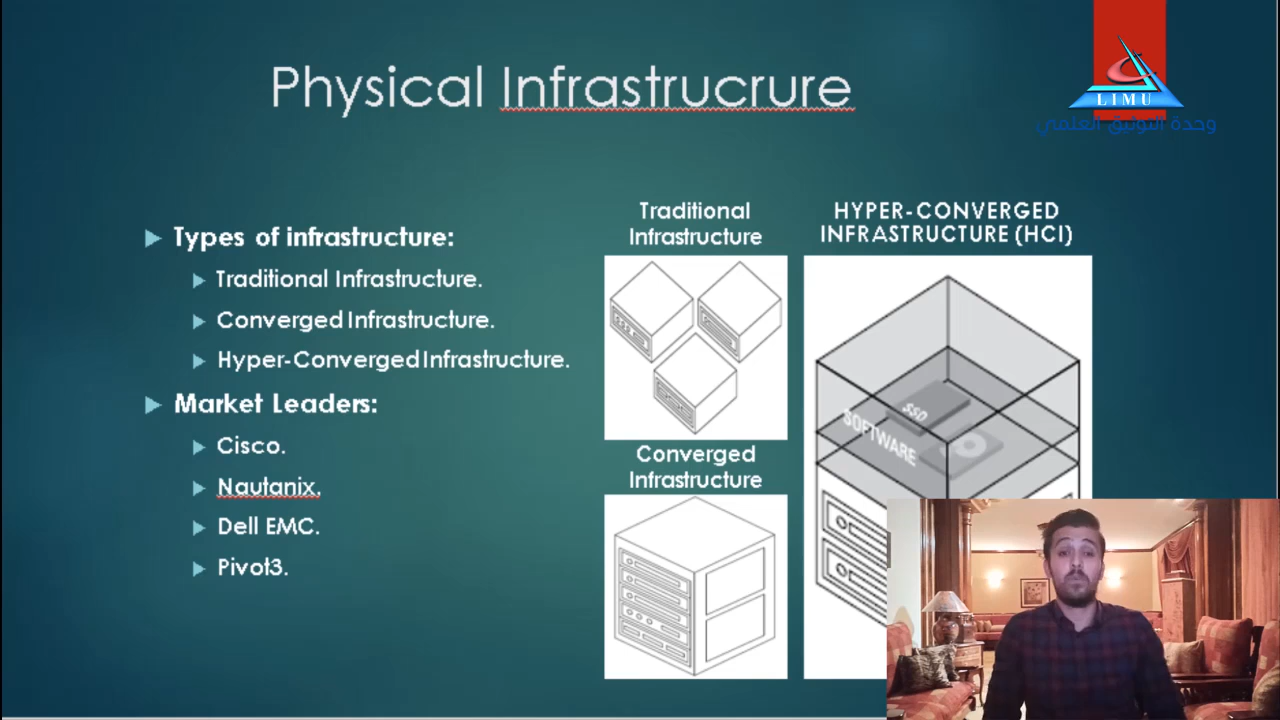 Physical Infrastrucrure
LIMU
وحدة التوثيق العلمي
Types of infrastructure:
Traditional Infrastructure.
Converged Infrastructure.
Hyper-Converged Infrastructure.
Market Leaders:
Cisco.
Nautanix.
Dell EMC.
Pivot3.
Traditional
Infrastructure
Converged
Infrastructure
HYPER-CONVERGED
INFRASTRUCTURE (HCI)
SSD
SOFTWARE